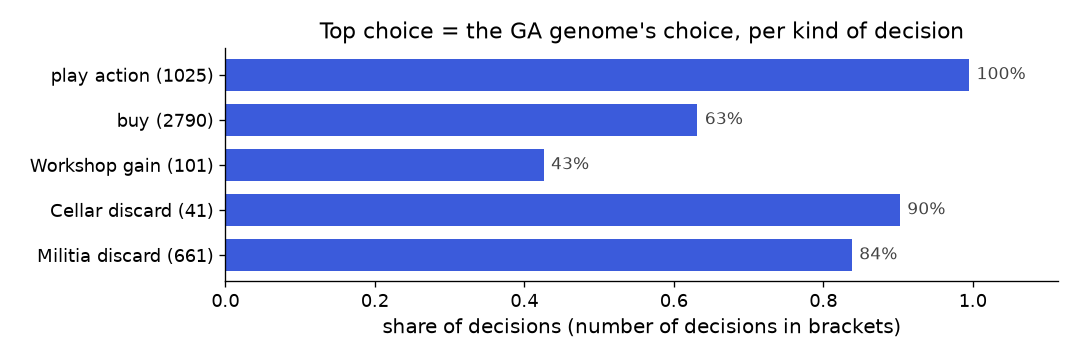 Top choice = the GA genome's choice, per kind of decision
play action (1025)
100%
buy (2790)
63%
Workshop gain (101)
43%
Cellar discard (41)
90%
Militia discard (661)
84%
0.0 0.2 0.4 0.6 0.8 1.0
share of decisions (number of decisions in brackets)